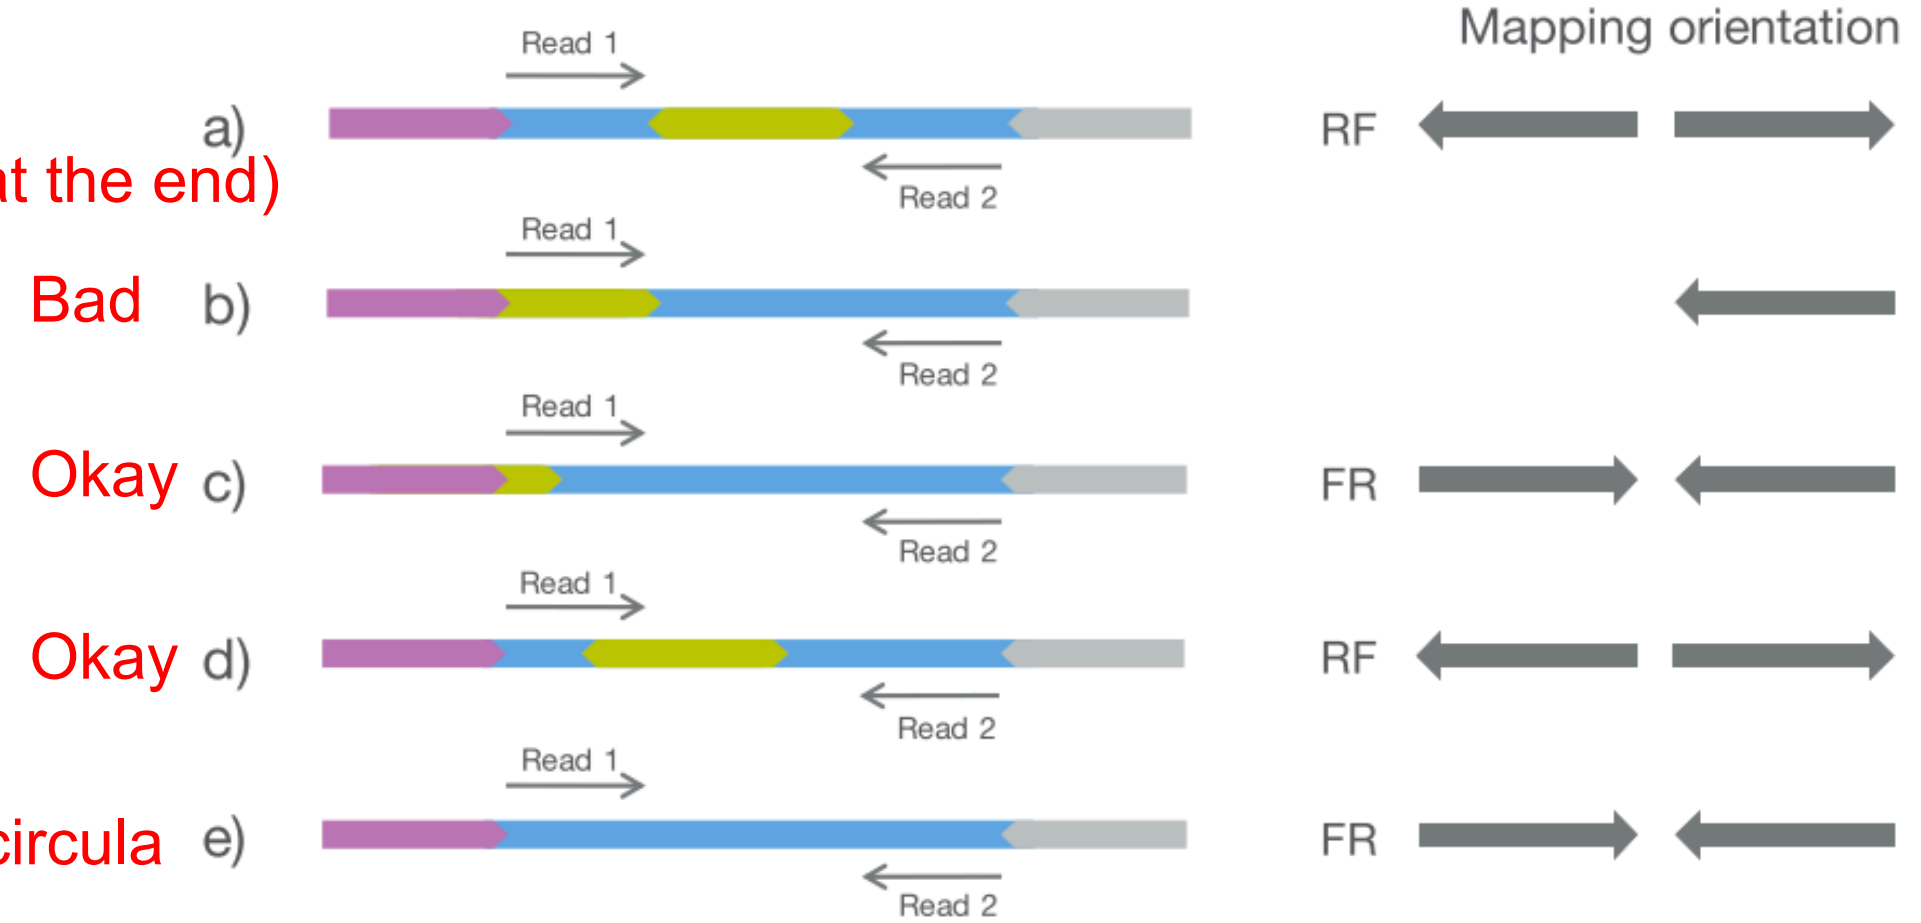 Mapping orientation
Read 1
a)
RF
at the end)
Read 2
Read 1
Bad b)
Read 2
Read 1
Okay c)
FR
Read 2
Read 1
Okay d)
RF
Read 2
Read 1
circula e)
FR
Read 2